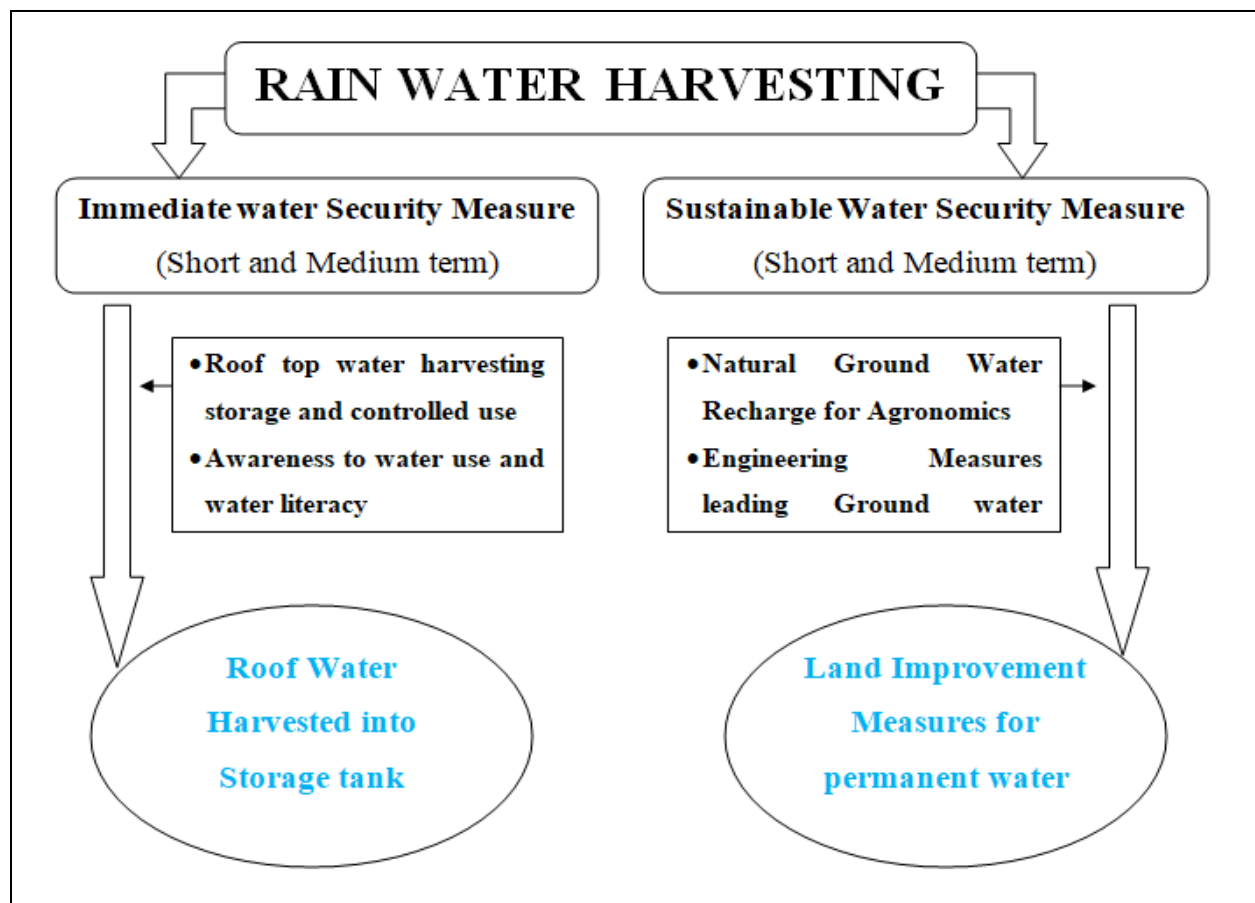 RAIN WATER HARVESTING
Immediate water Security Measure
(Short and Medium term)
Sustainable Water Security Measure
(Short and Medium term)
• Roof top water harvesting
storage and controlled use
• Awareness to water use and
water literacy
• Natural Ground Water
Recharge for Agronomics
• Engineering Measures
leading Ground water
Roof Water
Harvested into
Storage tank
Land Improvement
Measures for
permanent water